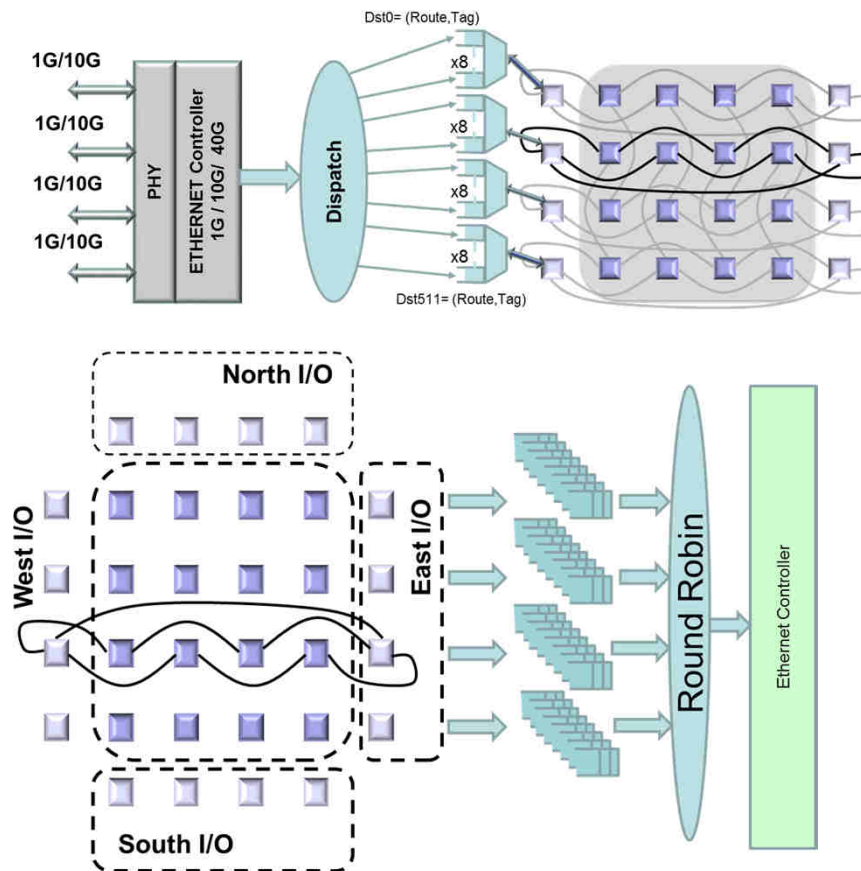 Dst0= (Route,Tag)
1G/10G
x8
1G/10G
x8
1G/10G
x8
1G/10G
x8
PHY
ETHERNET Controller
1G / 10G/ 40G
Dispatch
Dst511= (Route,Tag)
North I/O
West I/O
East I/O
South I/O
Round Robin
Ethernet Controller